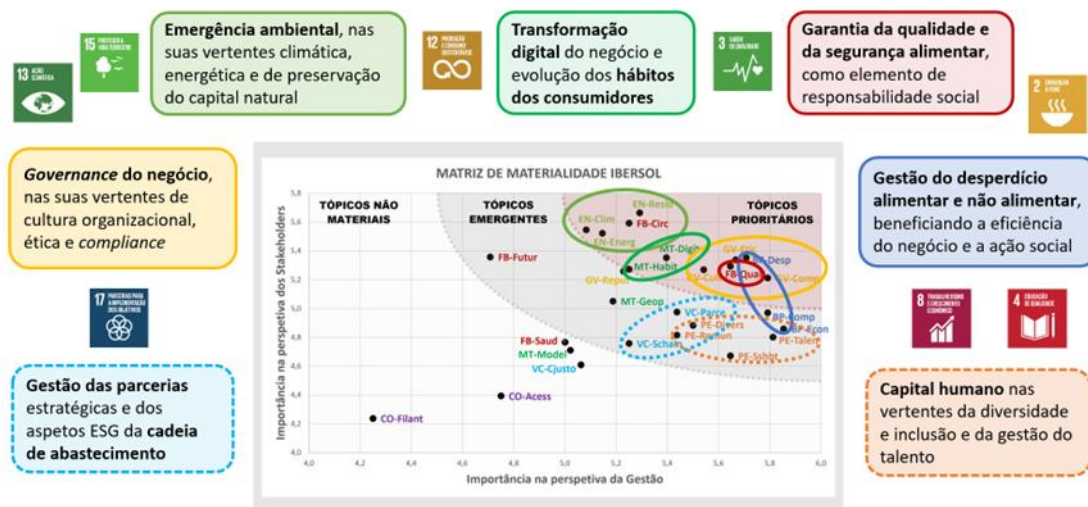 15 PROTEGER A
VIDA TERRESTRE
13 AÇÃO
CLIMÁTICA
Emergência ambiental, nas
suas vertentes climática,
energética e de preservação
do capital natural
12 PRODUÇÃO E
CONSUMO
SUSTENTÁVEIS
Transformação
digital do negócio e
evolução dos hábitos
dos consumidores
3 SAÚDE
DE QUALIDADE
Garantia da qualidade e
da segurança alimentar,
como elemento de
responsabilidade social
2 ERRADICAR
A FOME
Governance do negócio,
nas suas vertentes de
cultura organizacional,
ética e compliance
17 PARCERIAS PARA
A IMPLEMENTAÇÃO
DOS OBJETIVOS
Gestão das parcerias
estratégicas e dos
aspetos ESG da cadeia
de abastecimento
MATRIZ DE MATERIALIDADE IBERSOL
Importância na perspetiva dos Stakeholders
5,8
5,6
5,4
5,2
5,0
4,8
4,6
4,4
4,2
4,0
TÓPICOS NÃO
MATERIAIS
TÓPICOS
EMERGENTES
TÓPICOS
PRIORITÁRIOS
EN-Resid
EN-Clim
FB-Circ
EN-Energ
MT-Digit
GV-Etic
FB-Futur
BP-Desp
MT-Habit
FB-Qual
GV-Reput
GV-Comp
MT-Geop
VC-Parce
BP-Comp
PE-Divers
BP-Econ
PE-Remun
PE-Talen
FB-Saud
VC-Scham
MT-Model
PE-Sshbt
VC-Cjusto
CO-Acess
CO-Filant
4,0 4,2 4,4 4,6 4,8 5,0 5,2 5,4 5,6 5,8 6,0
Importância na perspetiva da Gestão
Gestão do desperdício
alimentar e não alimentar,
beneficiando a eficiência
do negócio e a ação social
8 TRABALHO DIGNO
E CRESCIMENTO
ECONÓMICO
4 EDUCAÇÃO
DE QUALIDADE
Capital humano nas
vertentes da diversidade
e inclusão e da gestão do
talento